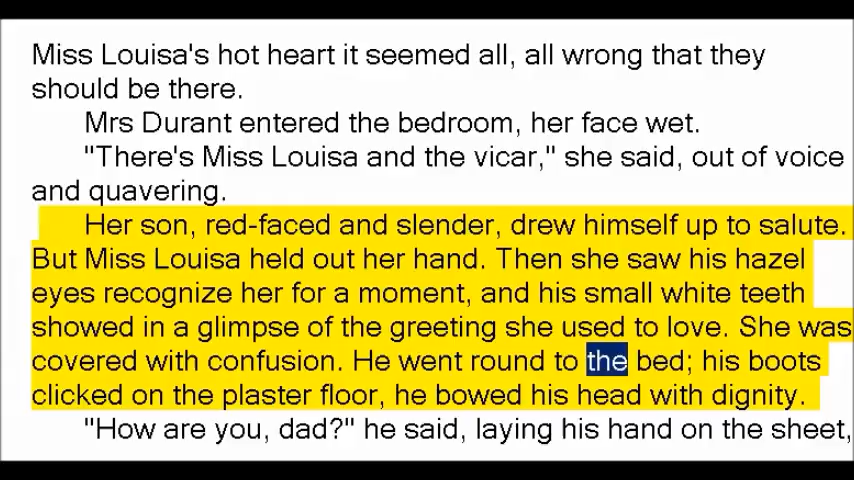 Miss Louisa's hot heart it seemed all, all wrong that they
should be there.
Mrs Durant entered the bedroom, her face wet.
"There's Miss Louisa and the vicar," she said, out of voice
and quavering.
Her son, red-faced and slender, drew himself up to salute.
But Miss Louisa held out her hand. Then she saw his hazel
eyes recognize her for a moment, and his small white teeth
showed in a glimpse of the greeting she used to love. She was
covered with confusion. He went round to the bed; his boots
clicked on the plaster floor, he bowed his head with dignity.
"How are you, dad?" he said, laying his hand on the sheet,